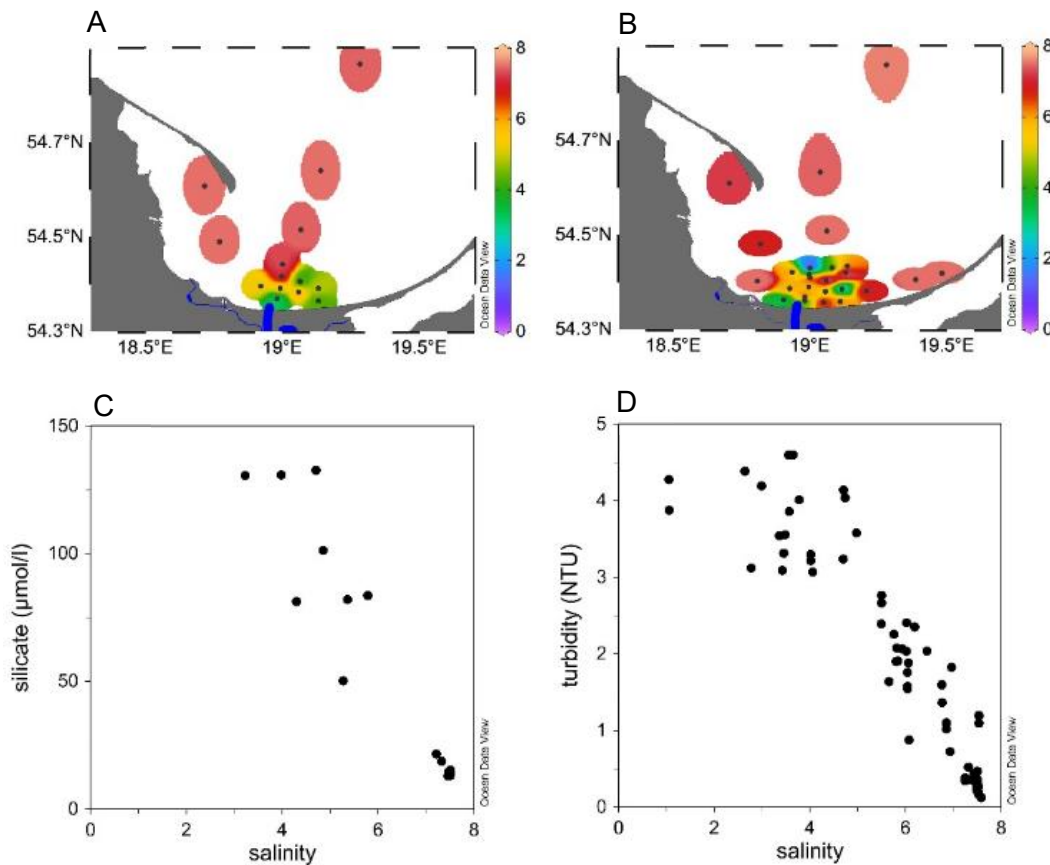 A
B
8
6
4
2
0
8
6
4
2
0
54.7°N
54.5°N
54.3°N
54.7°N
54.5°N
54.3°N
Ocean Data View
Ocean Data View
18.5°E 19°E 19.5°E
18.5°E 19°E 19.5°E
C
D
150
100
50
0
silicate (µmol/l)
0 2 4 6 8
salinity
Ocean Data View
5
4
3
2
1
0
turbidity (NTU)
0 2 4 6 8
salinity
Ocean Data View